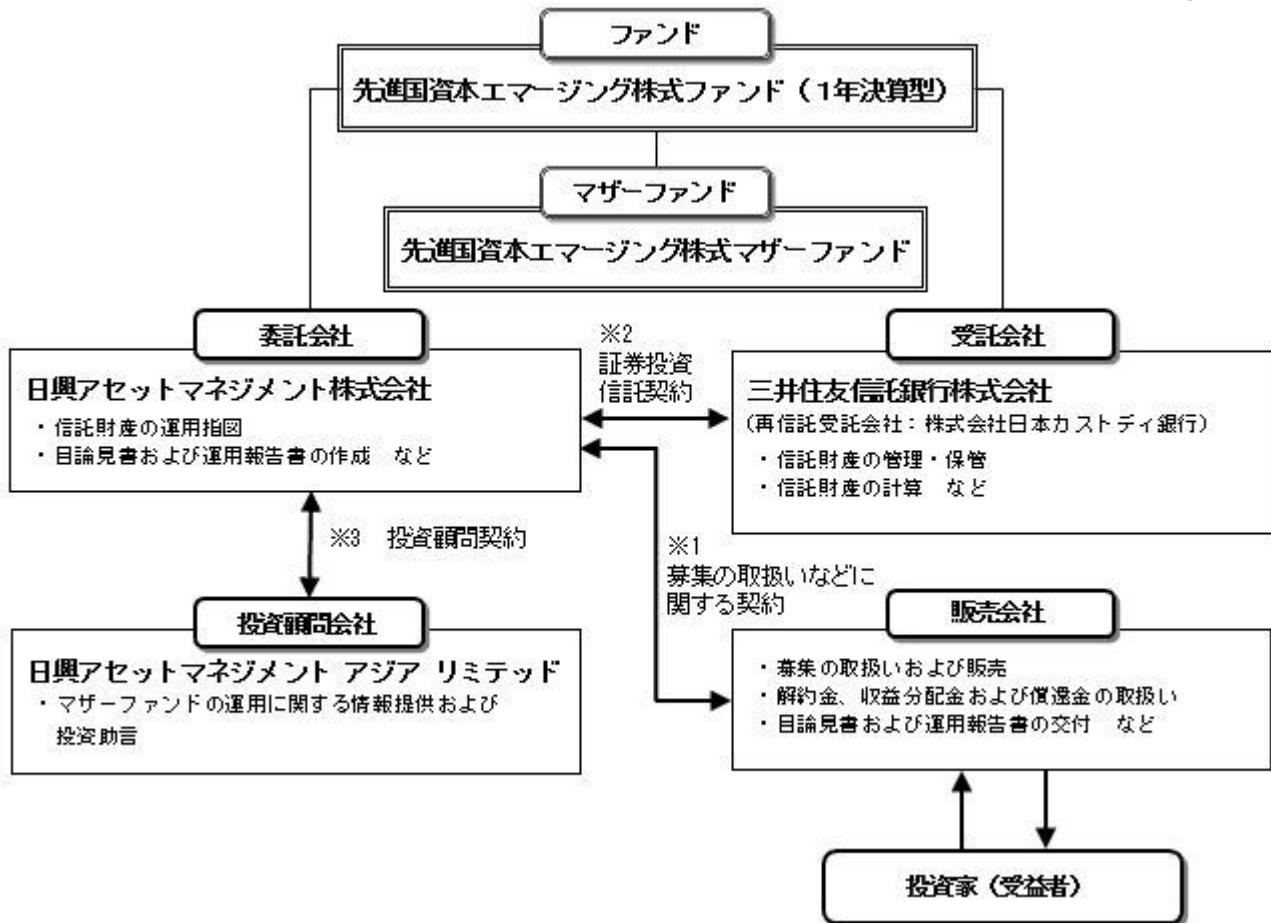 ファンド
先進国資本エマージング株式ファンド（1年決算型）
マザーファンド
先進国資本エマージング株式マザーファンド
委託会社
日興アセットマネジメント株式会社
・信託財産の運用指図
・目論見書および運用報告書の作成　など
※2
証券投資
信託契約
受託会社
三井住友信託銀行株式会社
（再信託受託会社：株式会社日本カストディ銀行）
・信託財産の管理・保管
・信託財産の計算　など
※3　投資顧問契約
※1
募集の取扱いなどに
関する契約
投資顧問会社
日興アセットマネジメント アジア リミテッド
・マザーファンドの運用に関する情報提供および
投資助言
販売会社
・募集の取扱いおよび販売
・解約金、収益分配金および償還金の取扱い
・目論見書および運用報告書の交付　など
投資家（受益者）